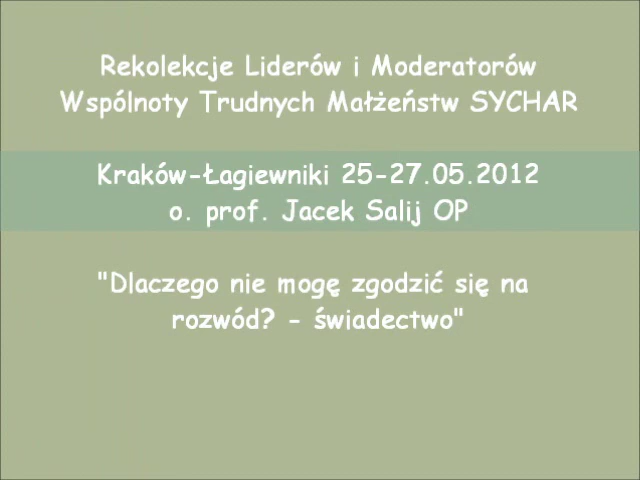 Rekolekcje Liderów i Moderatorów
Wspólnoty Trudnych Małżeństw SYCHAR
Kraków-Łagiewniki 25-27.05.2012
o. prof. Jacek Salij OP
"Dlaczego nie mogę zgodzić się na
rozwód? - świadectwo"